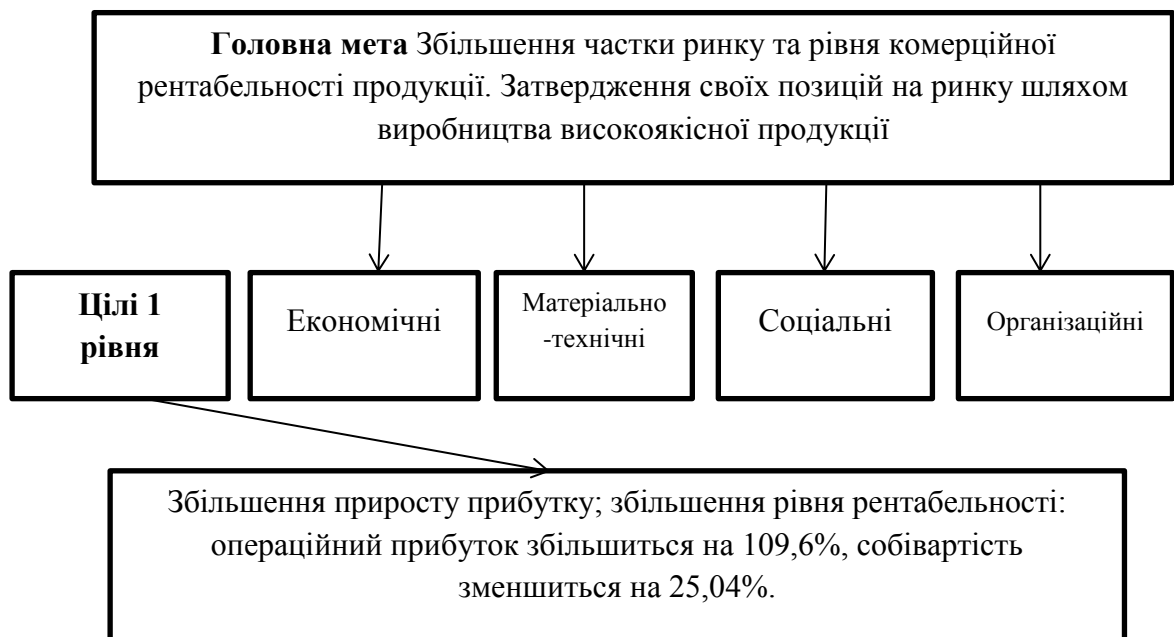 Головна мета Збільшення частки ринку та рівня комерційної
рентабельності продукції. Затвердження своїх позицій на ринку шляхом
виробництва високоякісної продукції
Цілі 1
рівня
Економічні
Матеріально
-технічні
Соціальні
Організаційні
Збільшення приросту прибутку; збільшення рівня рентабельності:
операційний прибуток збільшиться на 109,6%, собівартість
зменшиться на 25,04%.